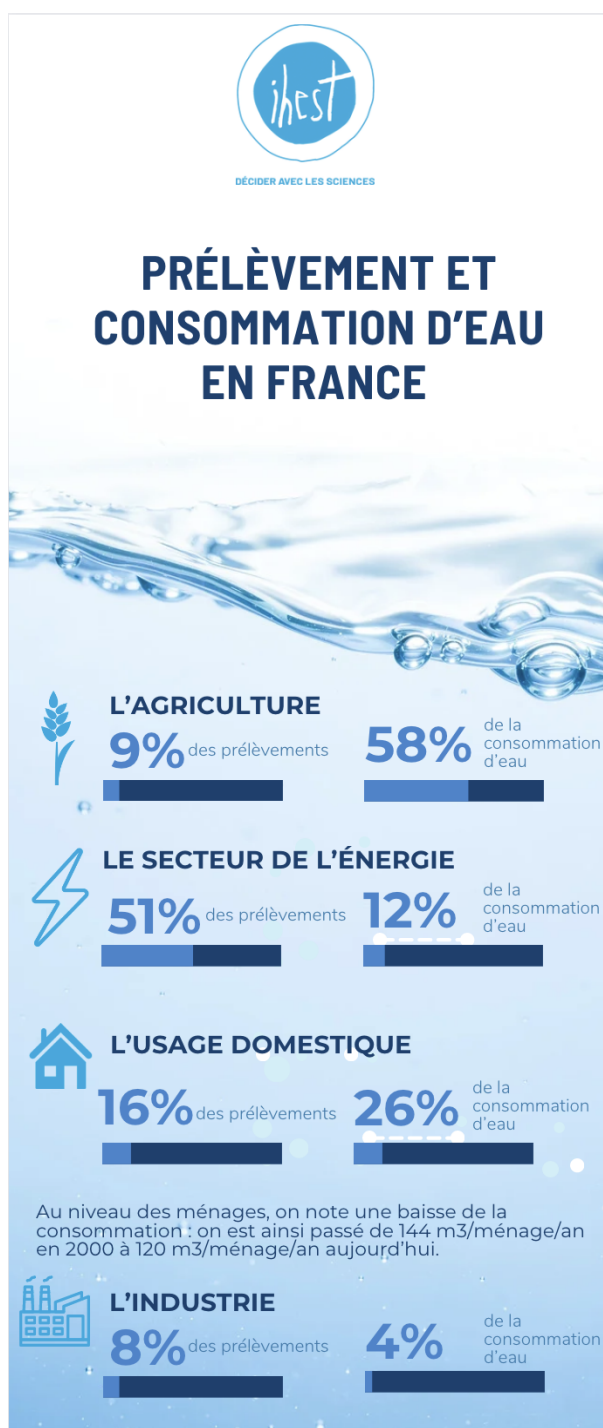 ihest
DÉCIDER AVEC LES SCIENCES
PRÉLÈVEMENT ET
CONSOMMATION D'EAU
EN FRANCE
L'AGRICULTURE
9% des prélèvements
58% de la
consommation
d'eau
LE SECTEUR DE L'ÉNERGIE
51% des prélèvements
12% de la
consommation
d'eau
L'USAGE DOMESTIQUE
16% des prélèvements
26% de la
consommation
d'eau
Au niveau des ménages, on note une baisse de la
consommation : on est ainsi passé de 144 m3/ménage/an
en 2000 à 120 m3/ménage/an aujourd'hui.
L'INDUSTRIE
8% des prélèvements
4% de la
consommation
d'eau